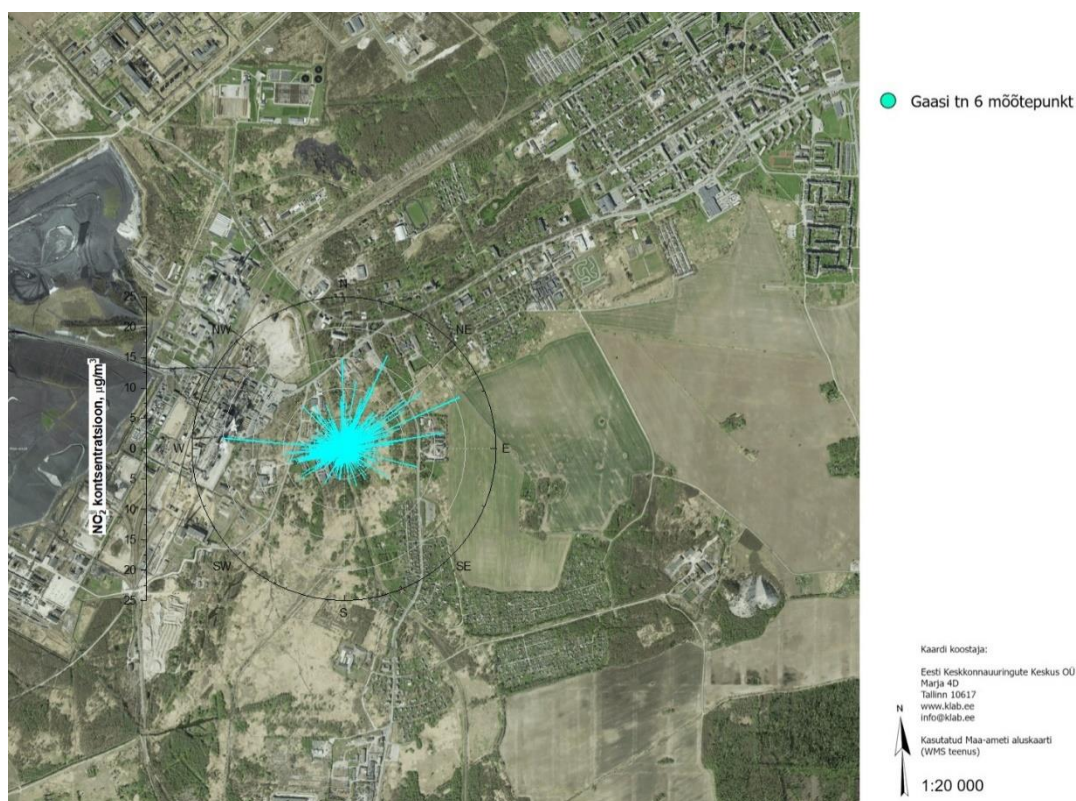 Gaasi tn 6 mõõtepunkt
N
NW
NE
W
E
SW
SE
S
NO₂ kontsentratsioon, µg/m³
25
20
15
10
5
0
5
10
15
20
25
Kaardi koostaja:
Eesti Keskkonnauuringute Keskus OÜ
Marja 4D
Tallinn 10617
www.klab.ee
info@klab.ee
N
Kasutatud Maa-ameti aluskaarti
(WMS teenus)
1:20 000